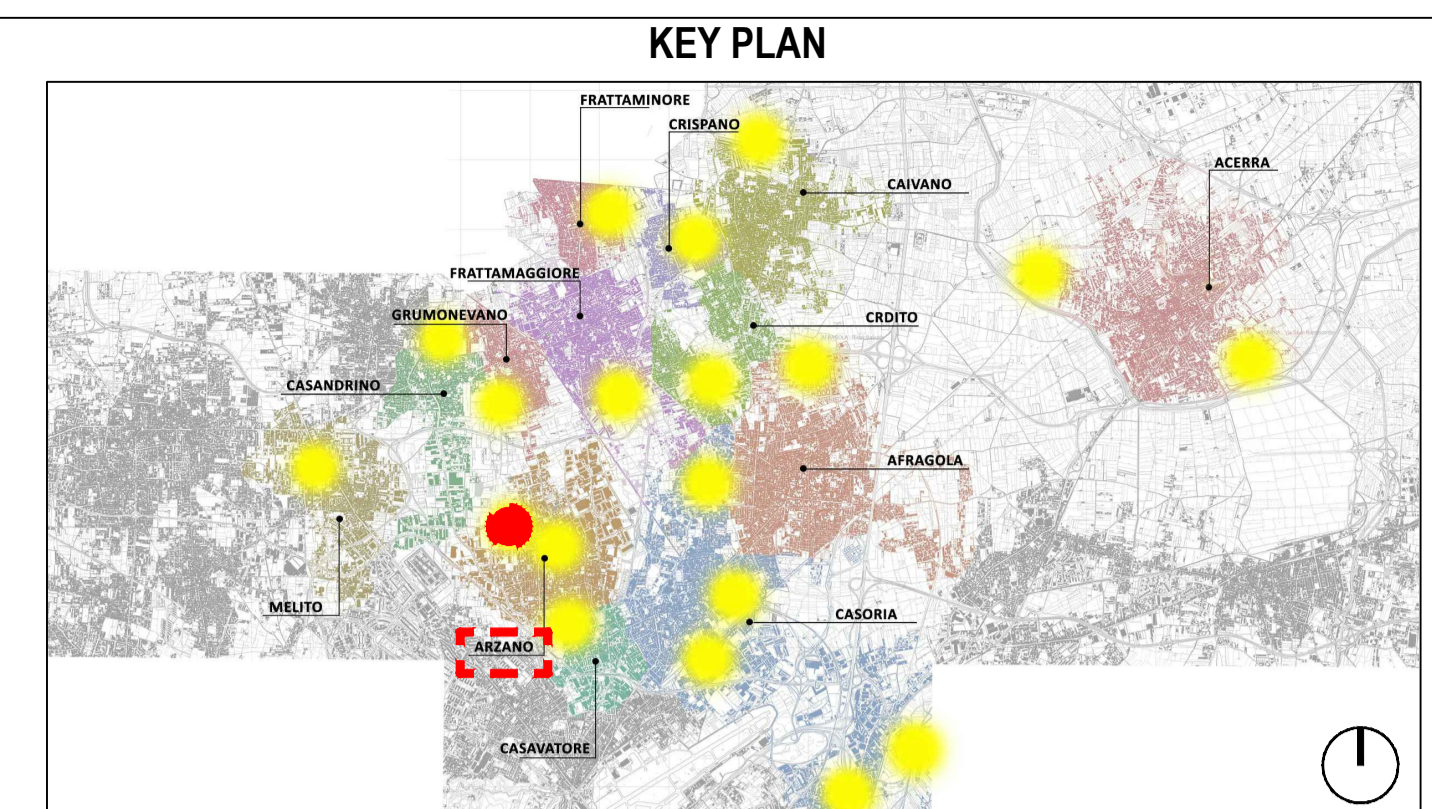 KEY PLAN
FRATTAMINORE
CRISPANO
ACERRA
CAIVANO
FRATTAMAGGIORE
GRUMONEVANO
CRDITO
CASANDRINO
AFRAGOLA
MELITO
CASORIA
ARZANO
CASAVATORE